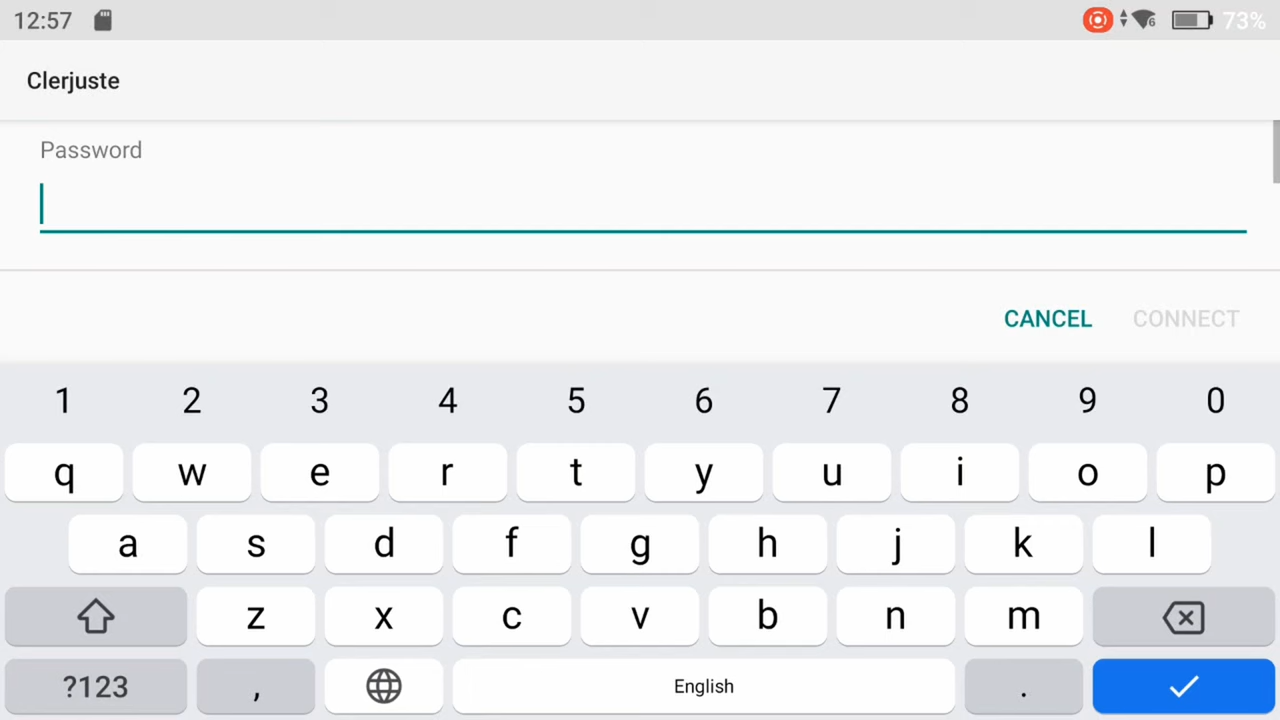 12:57 6 73%
Clerjuste
Password
CANCEL CONNECT
1 2 3 4 5 6 7 8 9 0
q w e r t y u i o p
a s d f g h j k l
z x c v b n m
?123 , English .